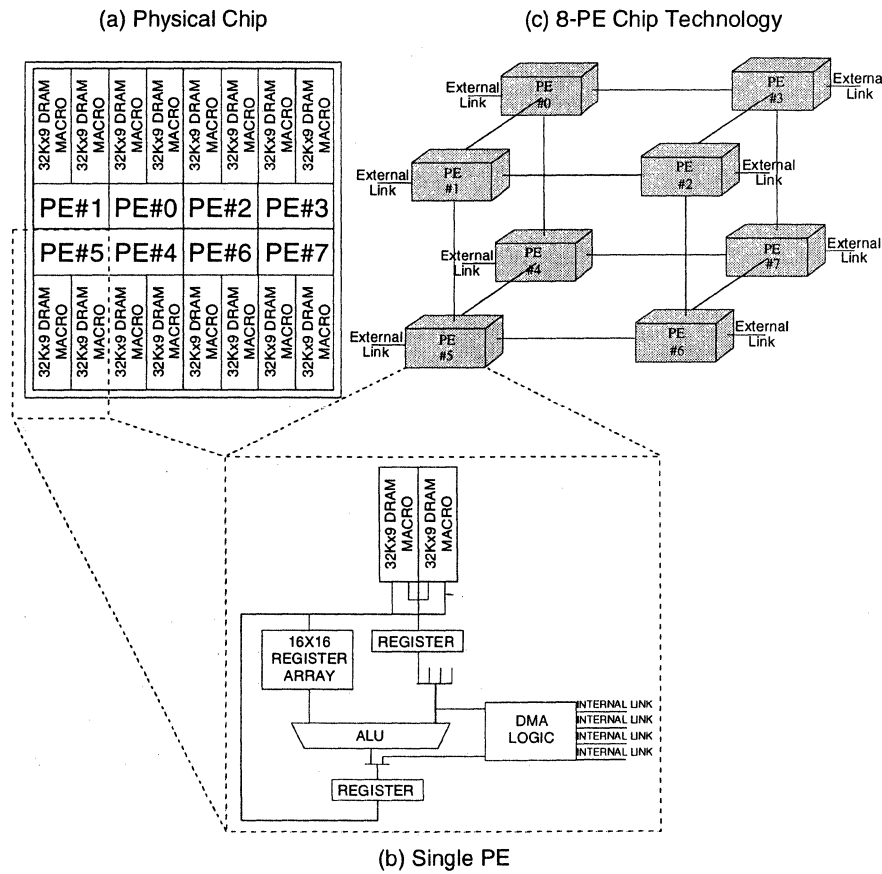 (a) Physical Chip
(c) 8-PE Chip Technology
32Kx9 DRAM
MACRO
32Kx9 DRAM
MACRO
32Kx9 DRAM
MACRO
32Kx9 DRAM
MACRO
32Kx9 DRAM
MACRO
32Kx9 DRAM
MACRO
32Kx9 DRAM
MACRO
32Kx9 DRAM
MACRO
PE#1 PE#0 PE#2 PE#3
PE#5 PE#4 PE#6 PE#7
32Kx9 DRAM
MACRO
32Kx9 DRAM
MACRO
32Kx9 DRAM
MACRO
32Kx9 DRAM
MACRO
32Kx9 DRAM
MACRO
32Kx9 DRAM
MACRO
32Kx9 DRAM
MACRO
32Kx9 DRAM
MACRO
External
Link
PE
#0
PE
#3
Externa
Link
External
Link
PE
#1
PE
#2
External
Link
External
Link
PE
#4
PE
#7
External
Link
External
Link
PE
#5
PE
#6
External
Link
32Kx9 DRAM
MACRO
32Kx9 DRAM
MACRO
16X16
REGISTER
ARRAY
REGISTER
ALU
DMA
LOGIC
INTERNAL LINK
INTERNAL LINK
INTERNAL LINK
INTERNAL LINK
REGISTER
(b) Single PE